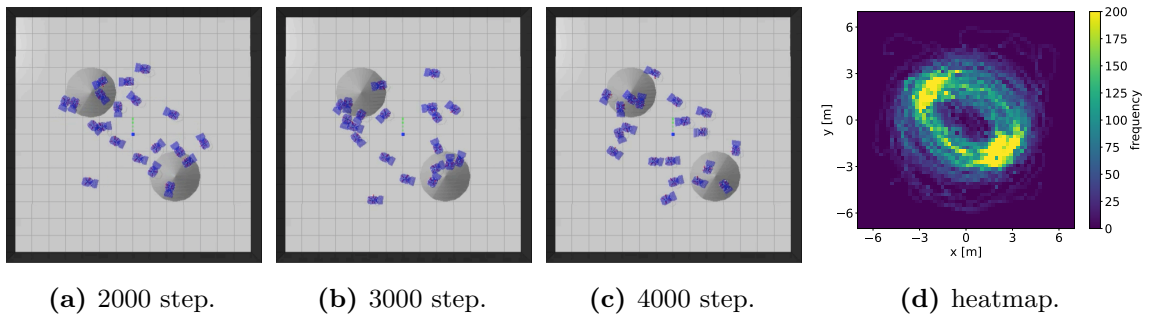 6
3
0
−3
−6
y [m]
−6 −3 0 3 6
x [m]
200
175
150
125
100
75
50
25
0
frequency
(a) 2000 step. (b) 3000 step. (c) 4000 step. (d) heatmap.